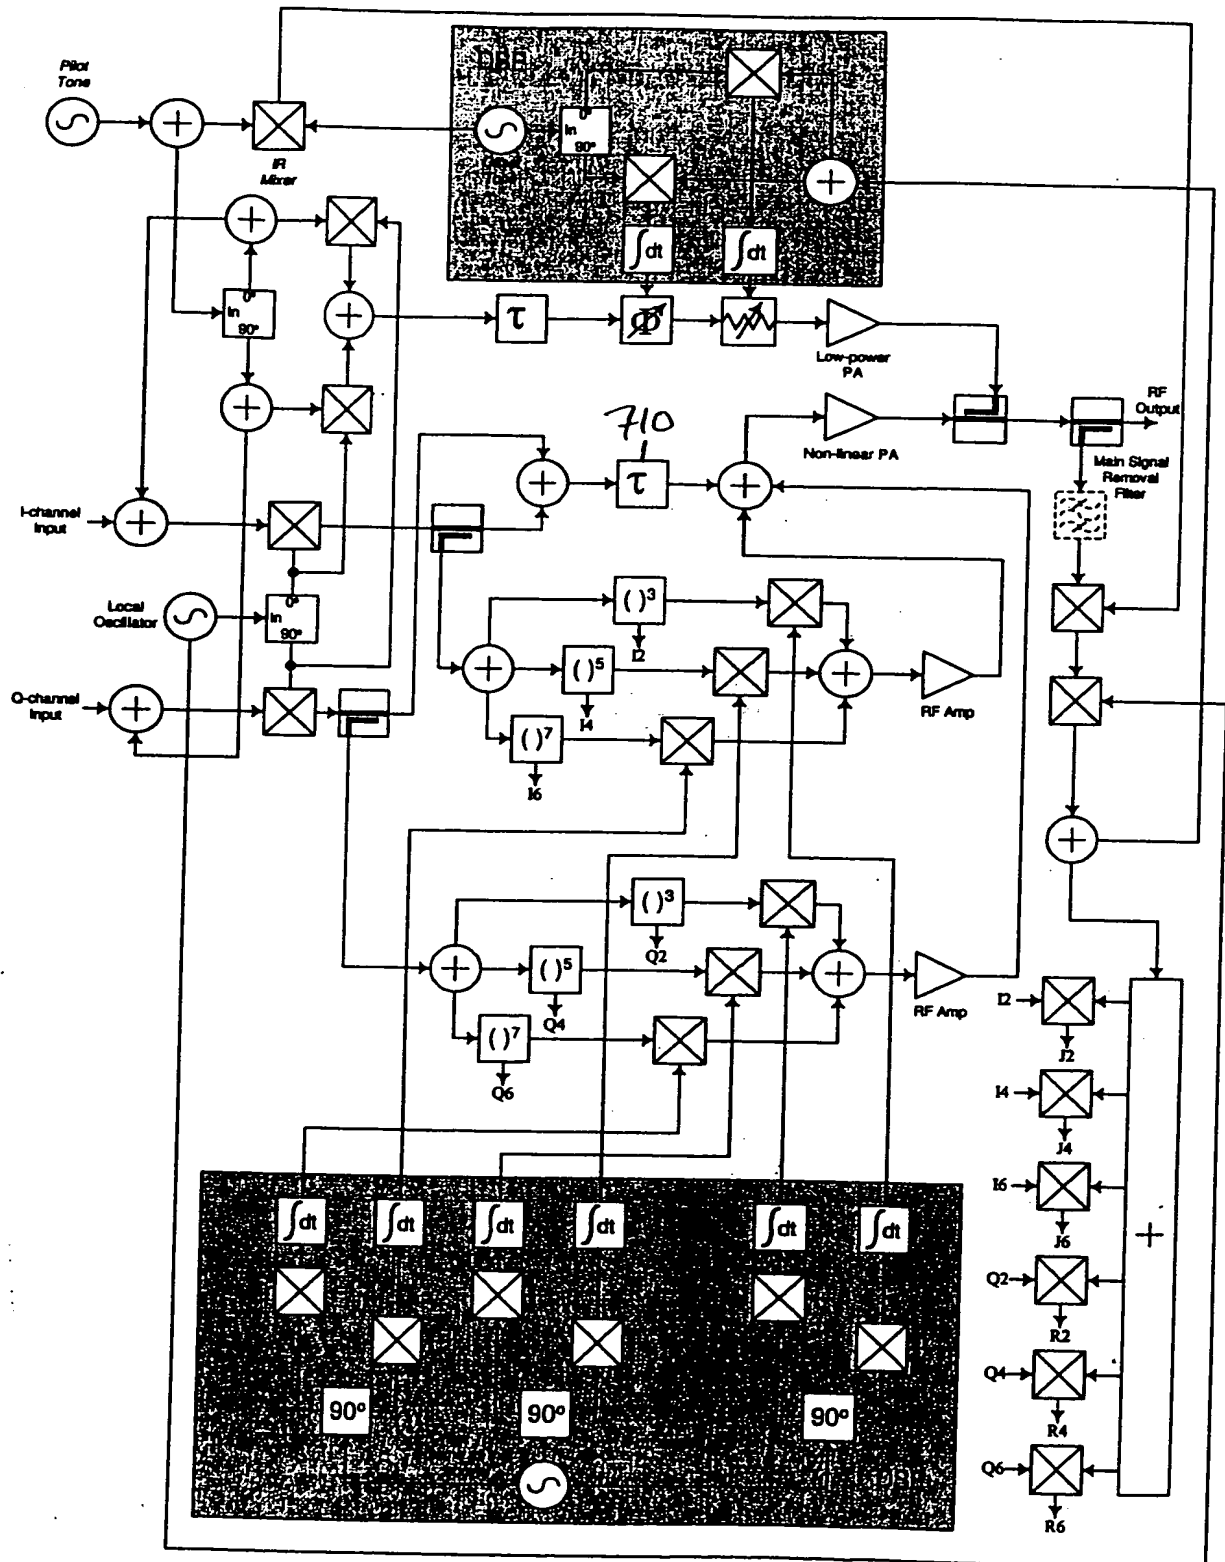 Pilot
Tone
IR
Mixer
DSP
In
0°
90°
∫dt
∫dt
In
0°
90°
τ
Φ
Low-power
PA
710
τ
Non-linear PA
RF
Output
Main Signal
Removal
Filter
I-channel
Input
Local
Oscillator
In
0°
90°
Q-channel
Input
( )3
I2
( )5
I4
( )7
I6
RF Amp
( )3
Q2
( )5
Q4
( )7
Q6
RF Amp
I2
J2
I4
J4
I6
J6
Q2
R2
Q4
R4
Q6
R6
∫dt
∫dt
∫dt
∫dt
∫dt
∫dt
90°
90°
90°
DSP